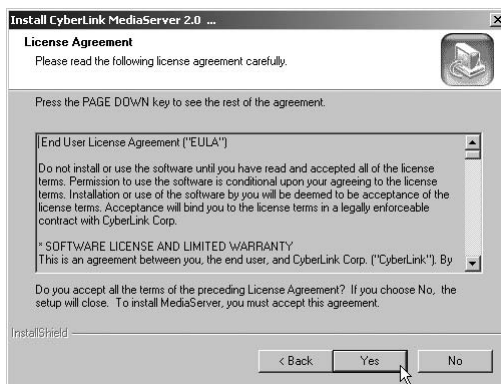 Install CyberLink MediaServer 2.0 ...
License Agreement
Please read the following license agreement carefully.
Press the PAGE DOWN key to see the rest of the agreement.
End User License Agreement ("EULA")
Do not install or use the software until you have read and accepted all of the license
terms. Permission to use the software is conditional upon your agreeing to the license
terms. Installation or use of the software by you will be deemed to be acceptance of the
license terms. Acceptance will bind you to the license terms in a legally enforceable
contract with CyberLink Corp.
* SOFTWARE LICENSE AND LIMITED WARRANTY
This is an agreement between you, the end user, and CyberLink Corp. ("CyberLink"). By
Do you accept all the terms of the preceding License Agreement? If you choose No, the
setup will close. To install MediaServer, you must accept this agreement.
InstallShield
< Back
Yes
No